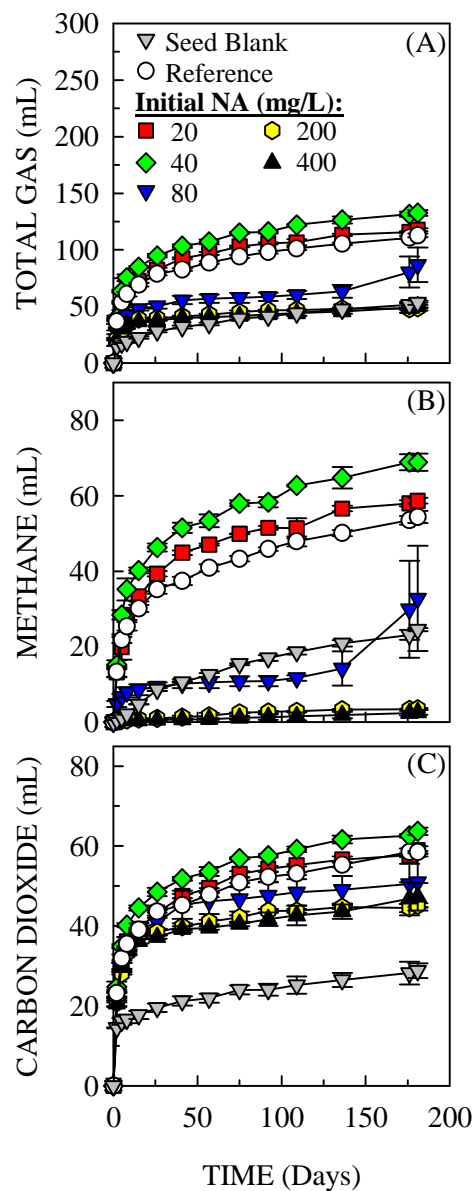 (A)
Seed Blank
Reference
Initial NA (mg/L):
20 200
40 400
80
TOTAL GAS (mL)
300
250
200
150
100
50
0
(B)
METHANE (mL)
80
60
40
20
0
(C)
CARBON DIOXIDE (mL)
80
60
40
20
0
0 50 100 150 200
TIME (Days)